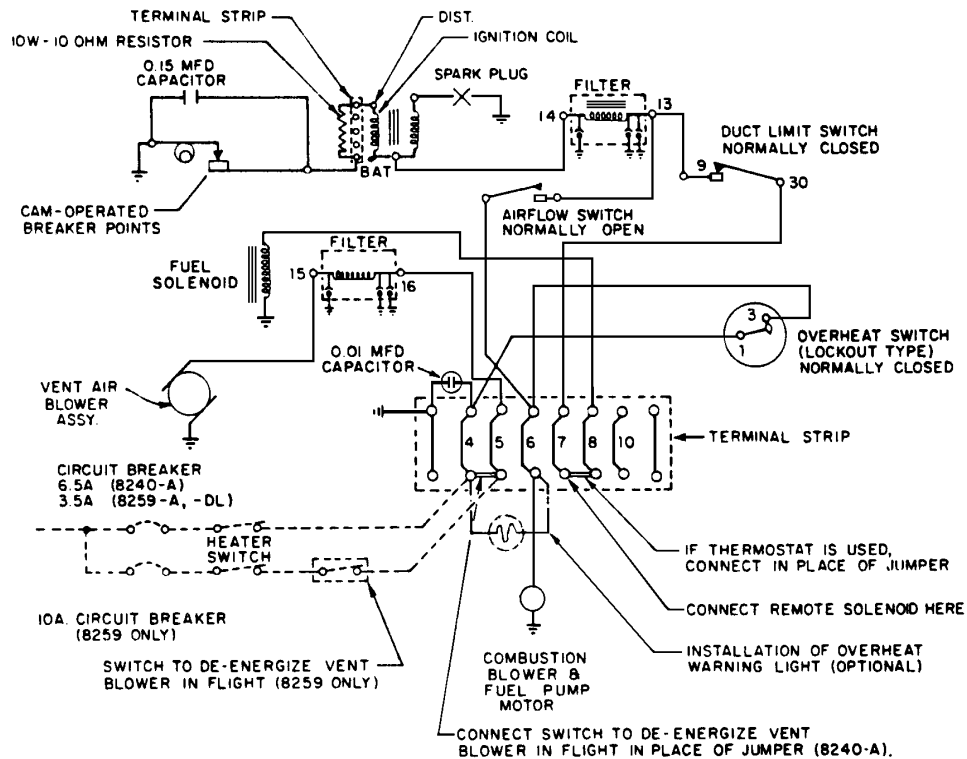 TERMINAL STRIP
DIST.
10W-10 OHM RESISTOR
IGNITION COIL
0.15 MFD
CAPACITOR
SPARK PLUG
FILTER
14
13
DUCT LIMIT SWITCH
NORMALLY CLOSED
BAT
9
30
CAM-OPERATED
BREAKER POINTS
AIRFLOW SWITCH
NORMALLY OPEN
FUEL
SOLENOID
FILTER
15
16
3
1
OVERHEAT SWITCH
(LOCKOUT TYPE)
NORMALLY CLOSED
0.01 MFD
CAPACITOR
VENT AIR
BLOWER
ASSY.
4
5
6
7
8
10
TERMINAL STRIP
CIRCUIT BREAKER
6.5A (8240-A)
3.5A (8259-A, -DL)
HEATER
SWITCH
IF THERMOSTAT IS USED,
CONNECT IN PLACE OF JUMPER
CONNECT REMOTE SOLENOID HERE
10A. CIRCUIT BREAKER
(8259 ONLY)
INSTALLATION OF OVERHEAT
WARNING LIGHT (OPTIONAL)
SWITCH TO DE-ENERGIZE VENT
BLOWER IN FLIGHT (8259 ONLY)
COMBUSTION
BLOWER &
FUEL PUMP
MOTOR
CONNECT SWITCH TO DE-ENERGIZE VENT
BLOWER IN FLIGHT IN PLACE OF JUMPER (8240-A).